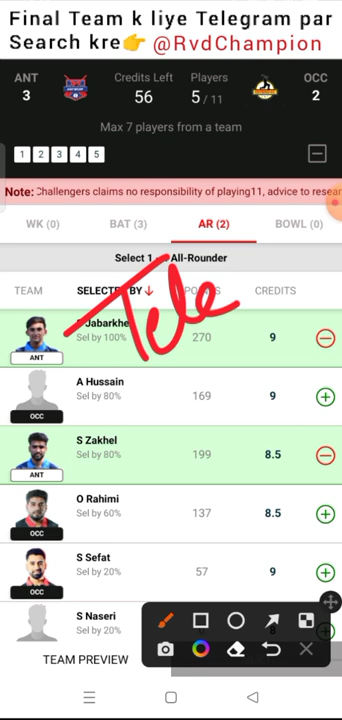 Final Team k liye Telegram par
Search kre👉 @RvdChampion
ANT
3
Credits Left
56
Players
5 / 11
OCC
2
Max 7 players from a team
1 2 3 4 5
Note: Challengers claims no responsibility of playing11, advice to resear
WK (0) BAT (3) AR (2) BOWL (0)
Select 1 All-Rounder
TEAM SELECTED BY ↓ POINTS CREDITS
Tele
Jabarkhe
Sel by 100%
270 9
ANT
A Hussain
Sel by 80%
169 9
OCC
S Zakhel
Sel by 80%
199 8.5
ANT
O Rahimi
Sel by 60%
137 8.5
OCC
S Sefat
Sel by 20%
57 9
OCC
S Naseri
Sel by 20%
8
TEAM PREVIEW